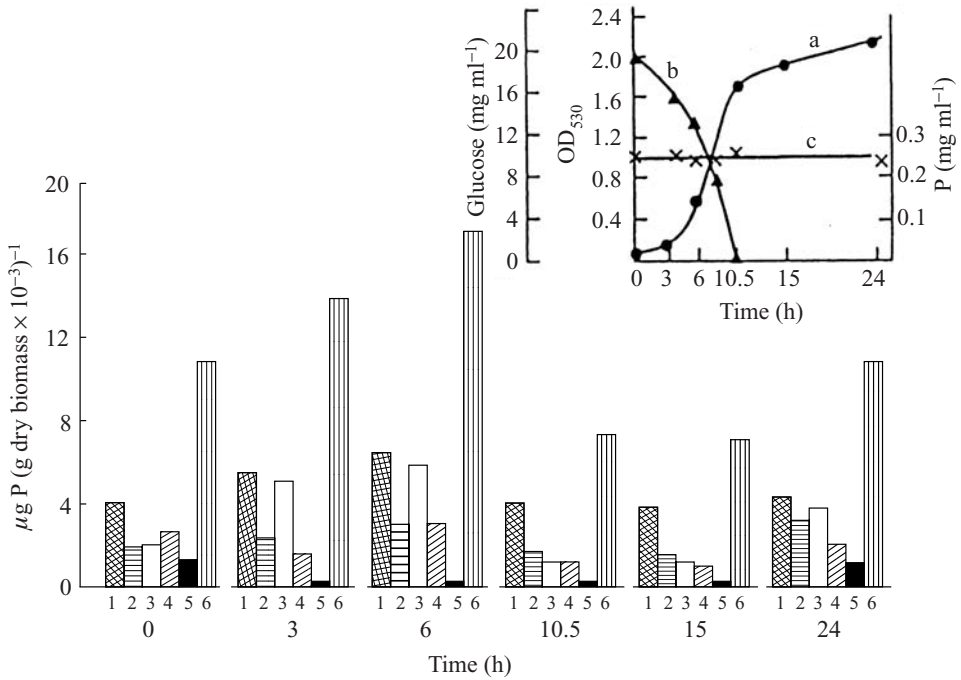 Glucose (mg ml⁻¹)
20
16
12
8
4
0
OD₅₃₀
2.4
2.0
1.6
1.2
0.8
0.4
a
b
c
P (mg ml⁻¹)
0.3
0.2
0.1
0 3 6 10.5 15 24
Time (h)
μg P (g dry biomass × 10⁻³)⁻¹
20
16
12
8
4
0
1 2 3 4 5 6 1 2 3 4 5 6 1 2 3 4 5 6 1 2 3 4 5 6 1 2 3 4 5 6 1 2 3 4 5 6
0 3 6 10.5 15 24
Time (h)